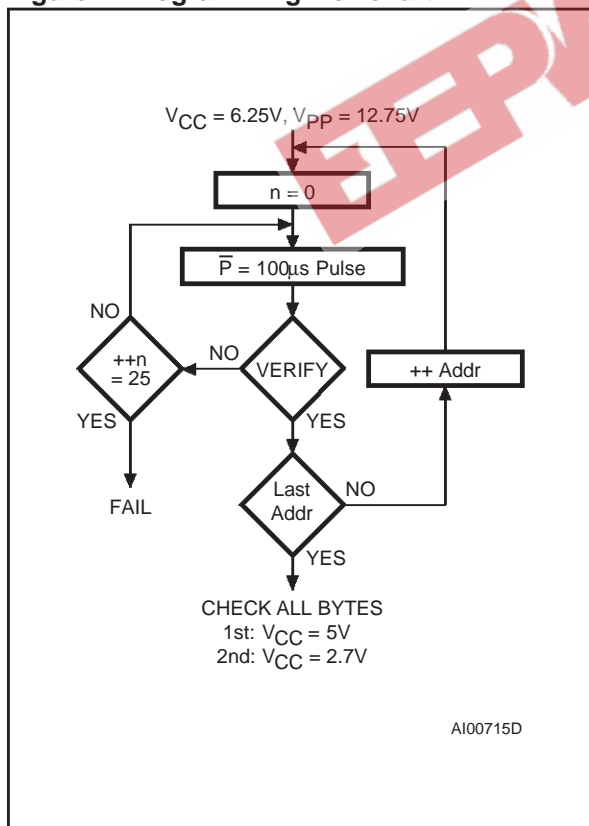 VCC = 6.25V, VPP = 12.75V
n = 0
P̅ = 100μs Pulse
NO
++n
= 25
NO
VERIFY
++ Addr
YES
YES
Last
Addr
NO
FAIL
YES
CHECK ALL BYTES
1st: VCC = 5V
2nd: VCC = 2.7V
AI00715D